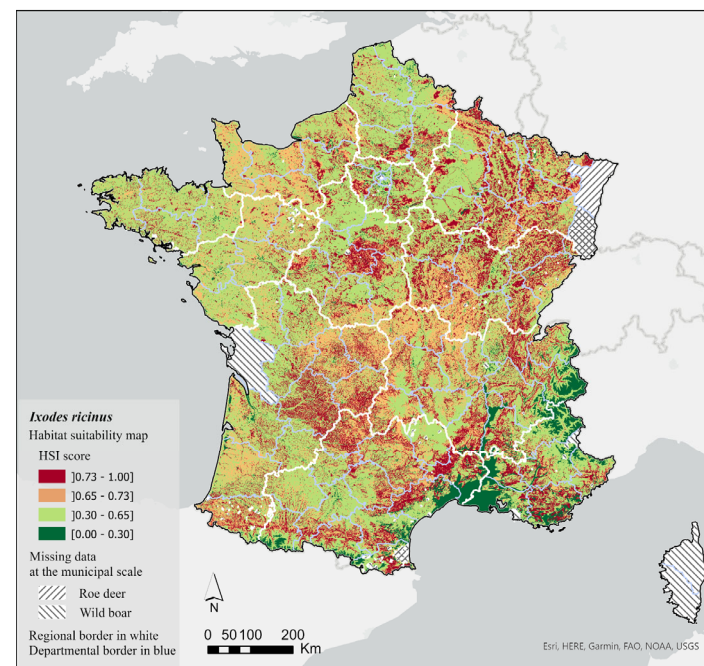 Ixodes ricinus
Habitat suitability map
HSI score
]0.73 - 1.00]
]0.65 - 0.73]
]0.30 - 0.65]
[0.00 - 0.30]
Missing data
at the municipal scale
Roe deer
Wild boar
Regional border in white
Departmental border in blue
N
0 50 100 200
Km
Esri, HERE, Garmin, FAO, NOAA, USGS